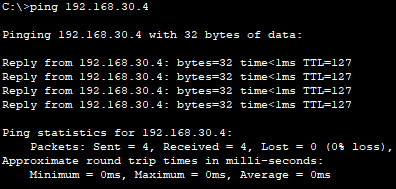 C:\>ping 192.168.30.4
Pinging 192.168.30.4 with 32 bytes of data:
Reply from 192.168.30.4: bytes=32 time<1ms TTL=127
Reply from 192.168.30.4: bytes=32 time<1ms TTL=127
Reply from 192.168.30.4: bytes=32 time<1ms TTL=127
Reply from 192.168.30.4: bytes=32 time<1ms TTL=127
Ping statistics for 192.168.30.4:
Packets: Sent = 4, Received = 4, Lost = 0 (0% loss),
Approximate round trip times in milli-seconds:
Minimum = 0ms, Maximum = 0ms, Average = 0ms